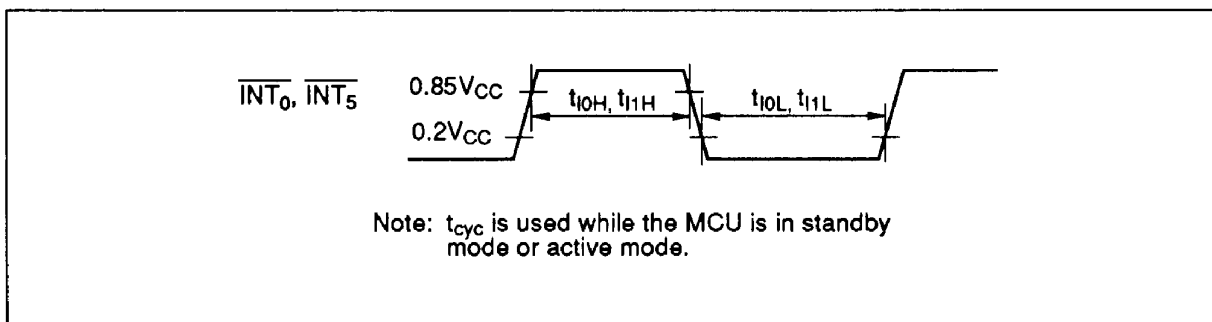 INT0, INT5
0.85VCC
0.2VCC
tI0H, tI1H
tI0L, tI1L
Note: tcyc is used while the MCU is in standby
mode or active mode.